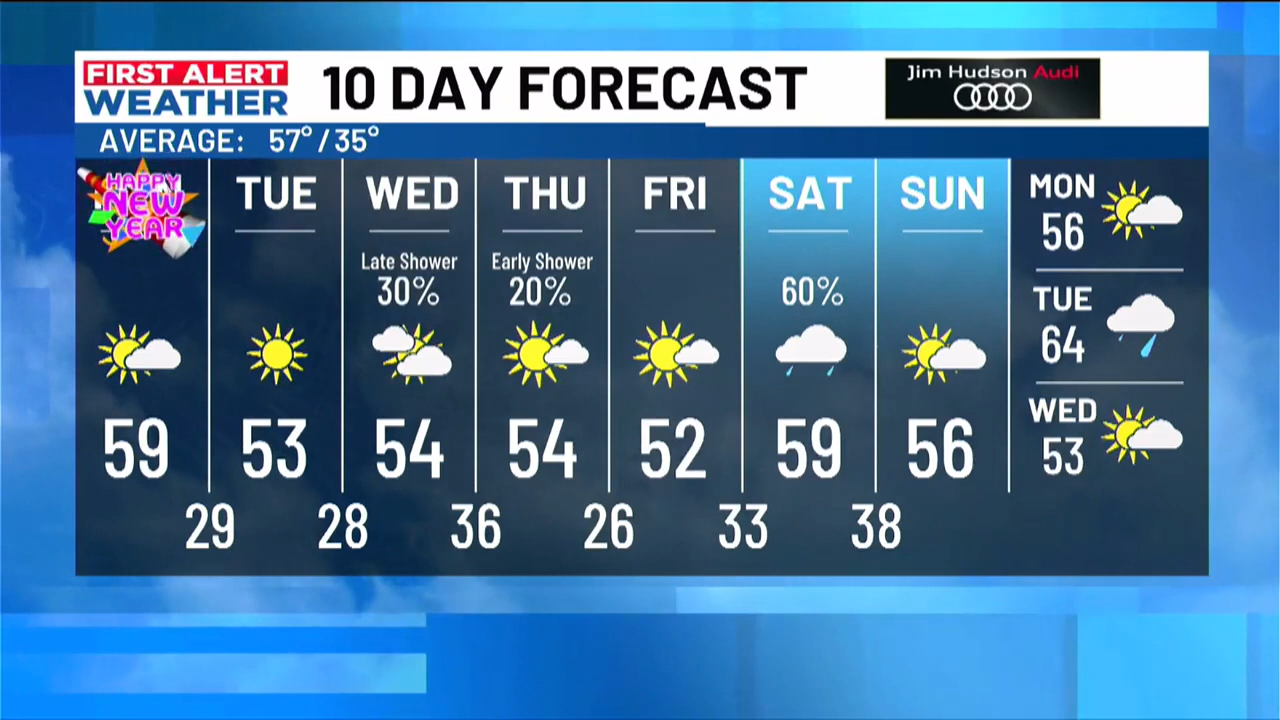 FIRST ALERT
WEATHER
10 DAY FORECAST
Jim Hudson Audi
AVERAGE: 57°/35°
HAPPY
NEW
YEAR
TUE
WED
THU
FRI
SAT
SUN
Late Shower
30%
Early Shower
20%
60%
59
53
54
54
52
59
56
29
28
36
26
33
38
MON
56
TUE
64
WED
53